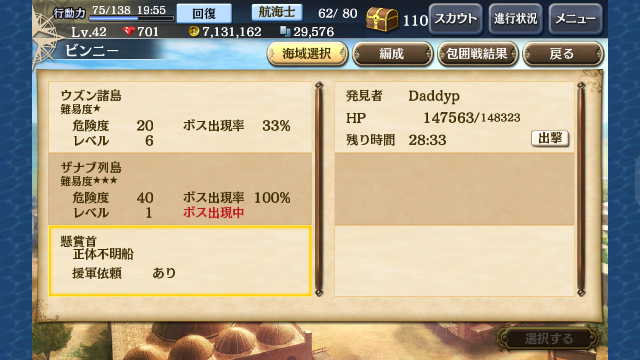 行動力 75/138 19:55
回復
航海士 62/80
110
スカウト
進行状況
メニュー
Lv.42 701 7,131,162 29,576
ビンニー
海域選択
編成
包囲戦結果
戻る
ウズン諸島
難易度★
危険度 20 ボス出現率 33%
レベル 6
ザナブ列島
難易度★★★
危険度 40 ボス出現率 100%
レベル 1 ボス出現中
懸賞首
正体不明船
援軍依頼 あり
発見者 Daddyp
HP 147563/148323
残り時間 28:33
出撃
選択する